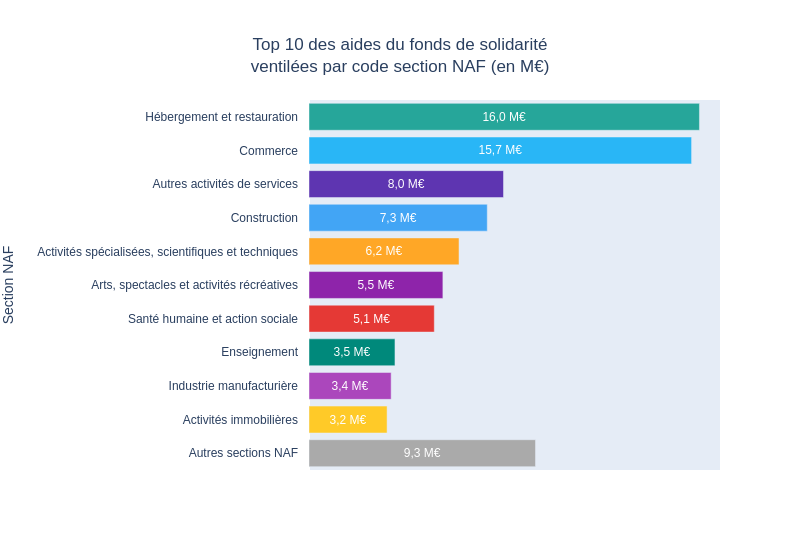 Top 10 des aides du fonds de solidarité
ventilées par code section NAF (en M€)
Section NAF
Hébergement et restauration 16,0 M€
Commerce 15,7 M€
Autres activités de services 8,0 M€
Construction 7,3 M€
Activités spécialisées, scientifiques et techniques 6,2 M€
Arts, spectacles et activités récréatives 5,5 M€
Santé humaine et action sociale 5,1 M€
Enseignement 3,5 M€
Industrie manufacturière 3,4 M€
Activités immobilières 3,2 M€
Autres sections NAF 9,3 M€